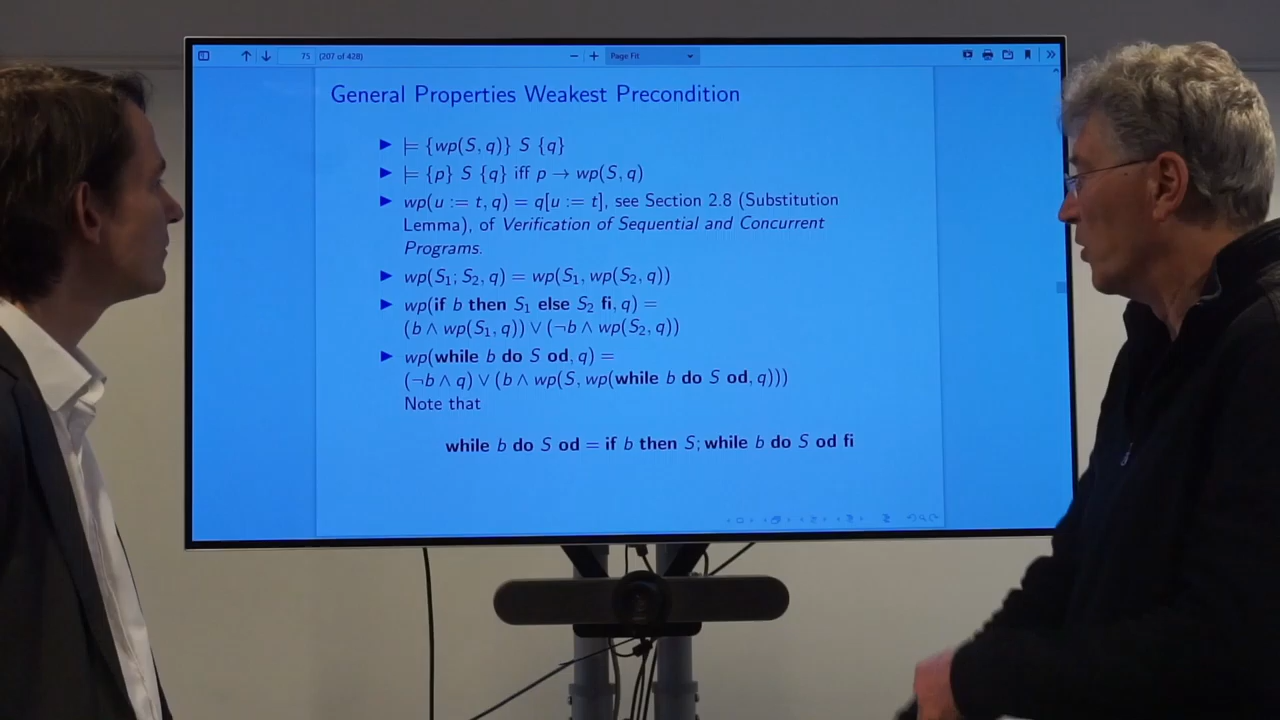 75 (207 of 428) Page Fit
General Properties Weakest Precondition
▶ ⊨ {wp(S, q)} S {q}
▶ ⊨ {p} S {q} iff p → wp(S, q)
▶ wp(u := t, q) = q[u := t], see Section 2.8 (Substitution
Lemma), of Verification of Sequential and Concurrent
Programs.
▶ wp(S₁; S₂, q) = wp(S₁, wp(S₂, q))
▶ wp(if b then S₁ else S₂ fi, q) =
(b ∧ wp(S₁, q)) ∨ (¬b ∧ wp(S₂, q))
▶ wp(while b do S od, q) =
(¬b ∧ q) ∨ (b ∧ wp(S, wp(while b do S od, q)))
Note that
while b do S od = if b then S; while b do S od fi